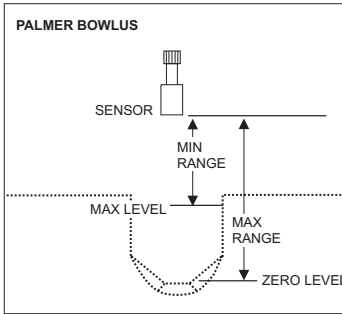 PALMER BOWLUS
SENSOR
MIN
RANGE
MAX LEVEL
MAX
RANGE
ZERO LEVEL